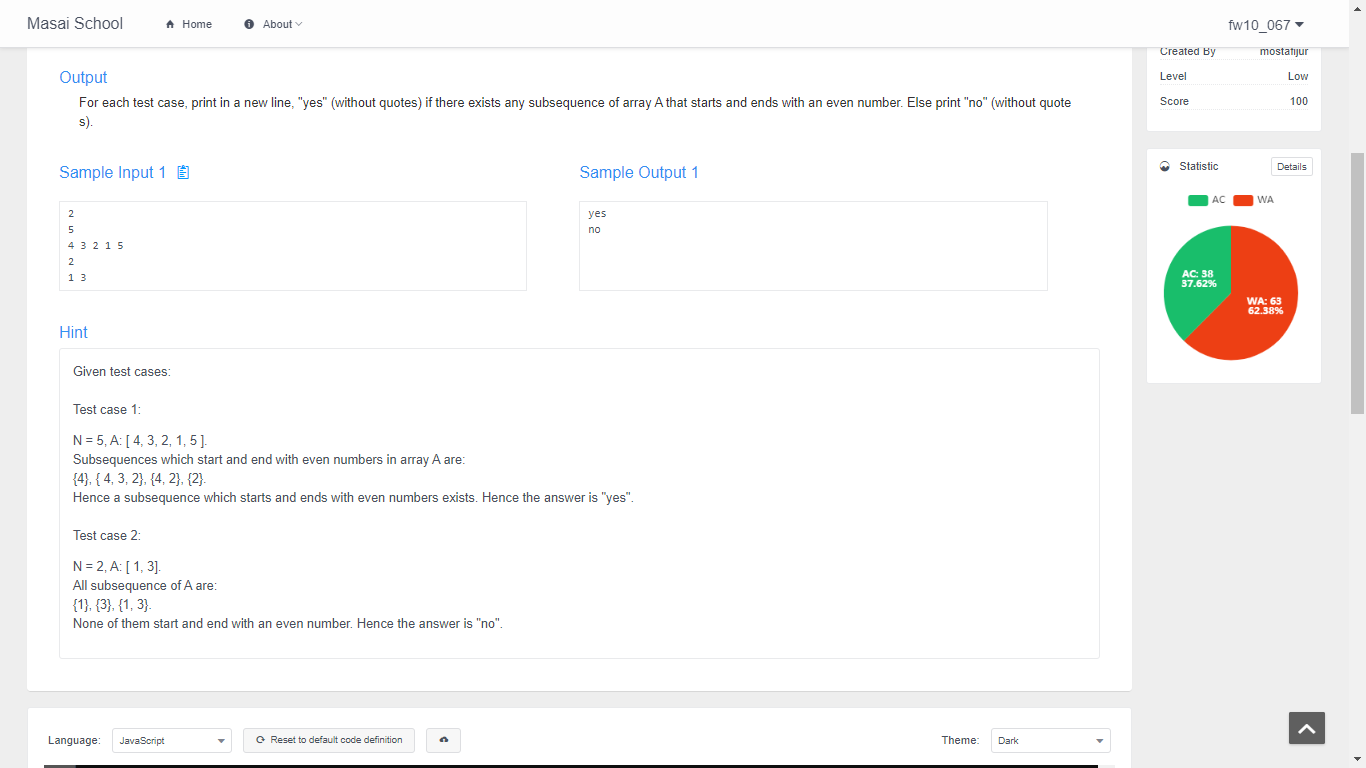 Masai School
Home
About
fw10_067
Output
For each test case, print in a new line, "yes" (without quotes) if there exists any subsequence of array A that starts and ends with an even number. Else print "no" (without quote
s).
Sample Input 1
Sample Output 1
2
5
4 3 2 1 5
2
1 3
yes
no
Hint
Given test cases:
Test case 1:
N = 5, A: [ 4, 3, 2, 1, 5 ].
Subsequences which start and end with even numbers in array A are:
{4}, { 4, 3, 2}, {4, 2}, {2}.
Hence a subsequence which starts and ends with even numbers exists. Hence the answer is "yes".
Test case 2:
N = 2, A: [ 1, 3].
All subsequence of A are:
{1}, {3}, {1, 3}.
None of them start and end with an even number. Hence the answer is "no".
Created By mostafijur
Level Low
Score 100
Statistic
Details
AC WA
AC: 38
37.62%
WA: 63
62.38%
Language:
JavaScript
Reset to default code definition
Theme:
Dark